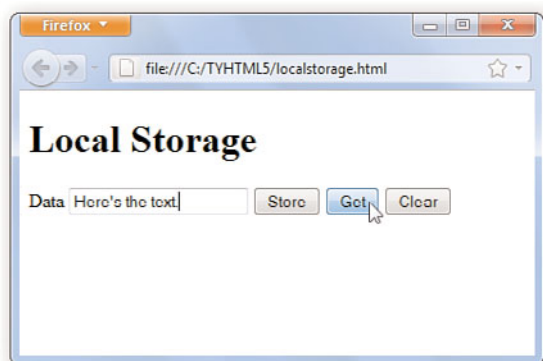 Firefox
file:///C:/TYHTML5/localstorage.html
Local Storage
Data Here's the text. Store Get Clear